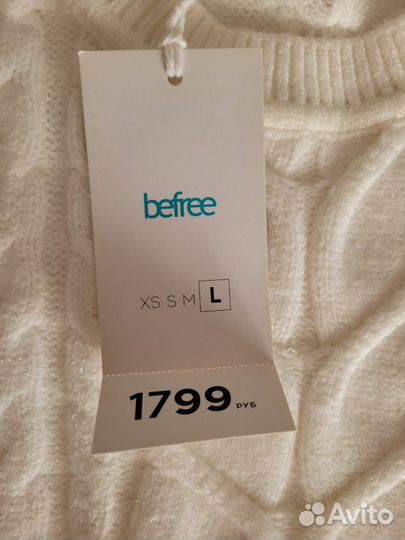 befree
XS S M L
1799 РУБ
Avito